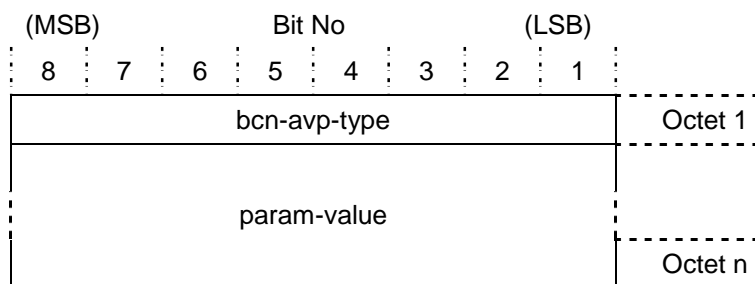 (MSB) Bit No (LSB)
8 7 6 5 4 3 2 1
bcn-avp-type Octet 1
param-value
Octet n